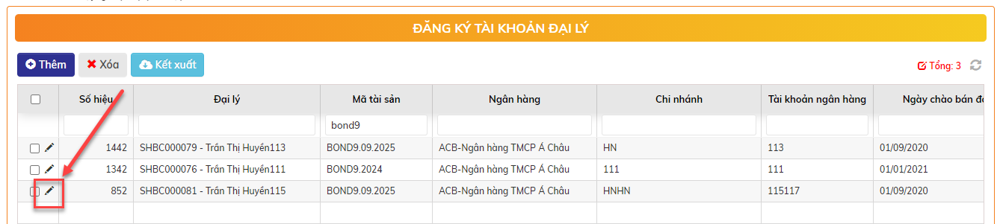 ĐĂNG KÝ TÀI KHOẢN ĐẠI LÝ
Thêm Xóa Kết xuất Tổng: 3
Số hiệu Đại lý Mã tài sản Ngân hàng Chi nhánh Tài khoản ngân hàng Ngày chào bán đ
bond9
1442 SHBC000079 - Trần Thị Huyền113 BOND9.09.2025 ACB-Ngân hàng TMCP Á Châu HN 113 01/09/2020
1342 SHBC000076 - Trần Thị Huyền111 BOND9.2024 ACB-Ngân hàng TMCP Á Châu 111 111 01/01/2021
852 SHBC000081 - Trần Thị Huyền115 BOND9.09.2025 ACB-Ngân hàng TMCP Á Châu HNHN 115117 01/09/2020